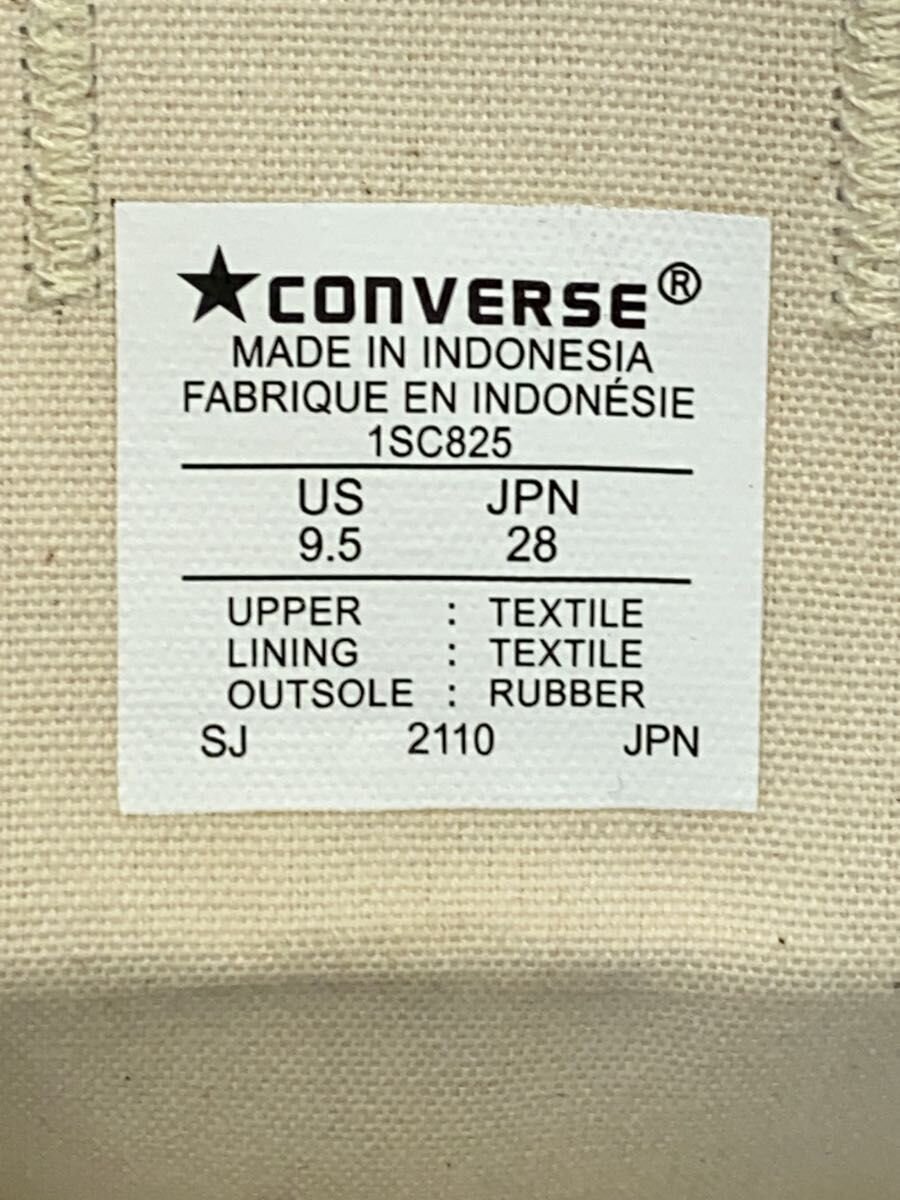 ★CONVERSE®
MADE IN INDONESIA
FABRIQUE EN INDONÉSIE
1SC825
US JPN
9.5 28
UPPER : TEXTILE
LINING : TEXTILE
OUTSOLE : RUBBER
SJ 2110 JPN